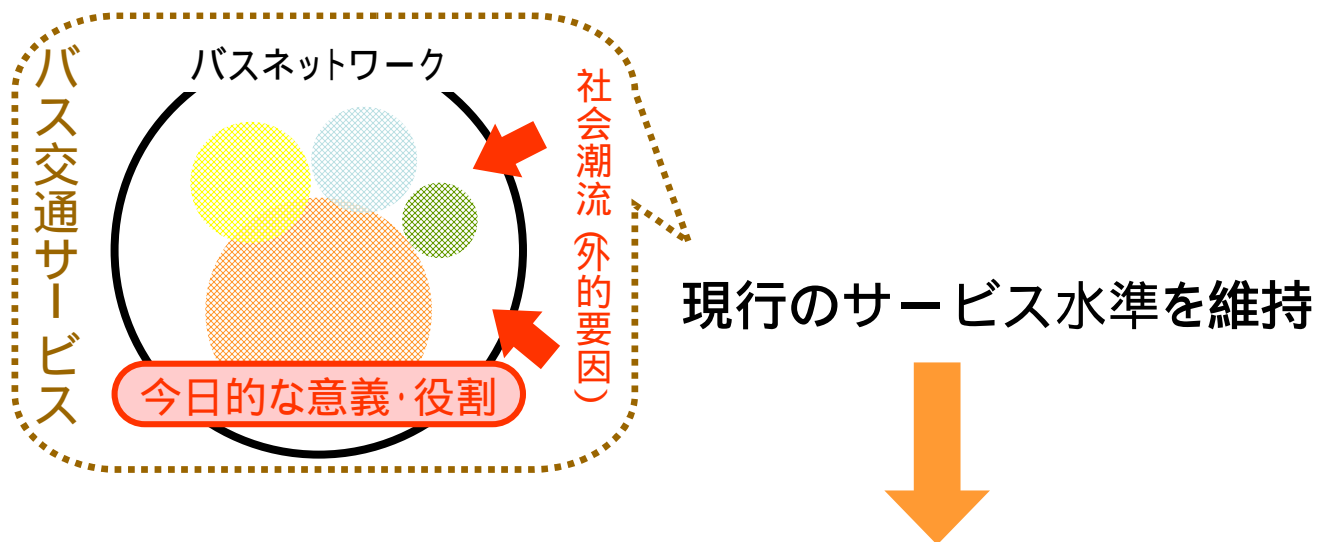 バス交通サービス
バスネットワーク
社会潮流（外的要因）
今日的な意義・役割
現行のサービス水準を維持